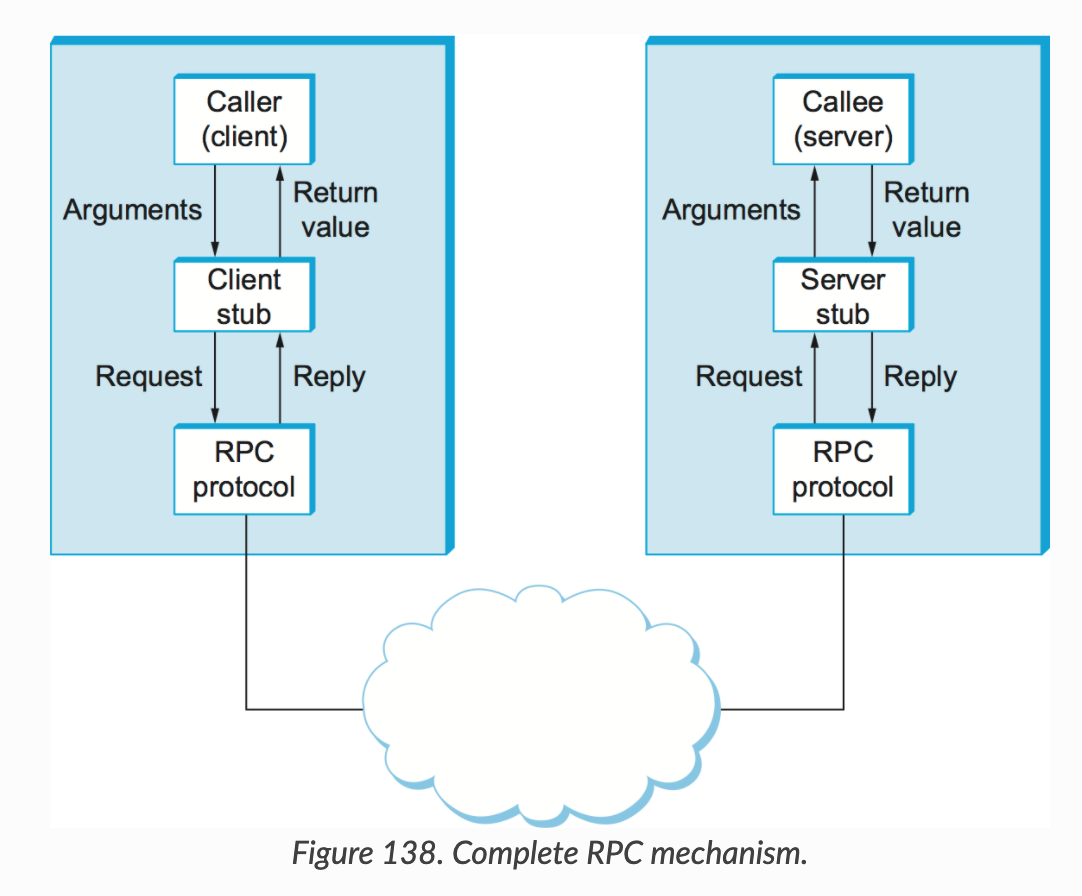 Caller
(client)
Arguments
Return
value
Client
stub
Request
Reply
RPC
protocol
Callee
(server)
Arguments
Return
value
Server
stub
Request
Reply
RPC
protocol
Figure 138. Complete RPC mechanism.